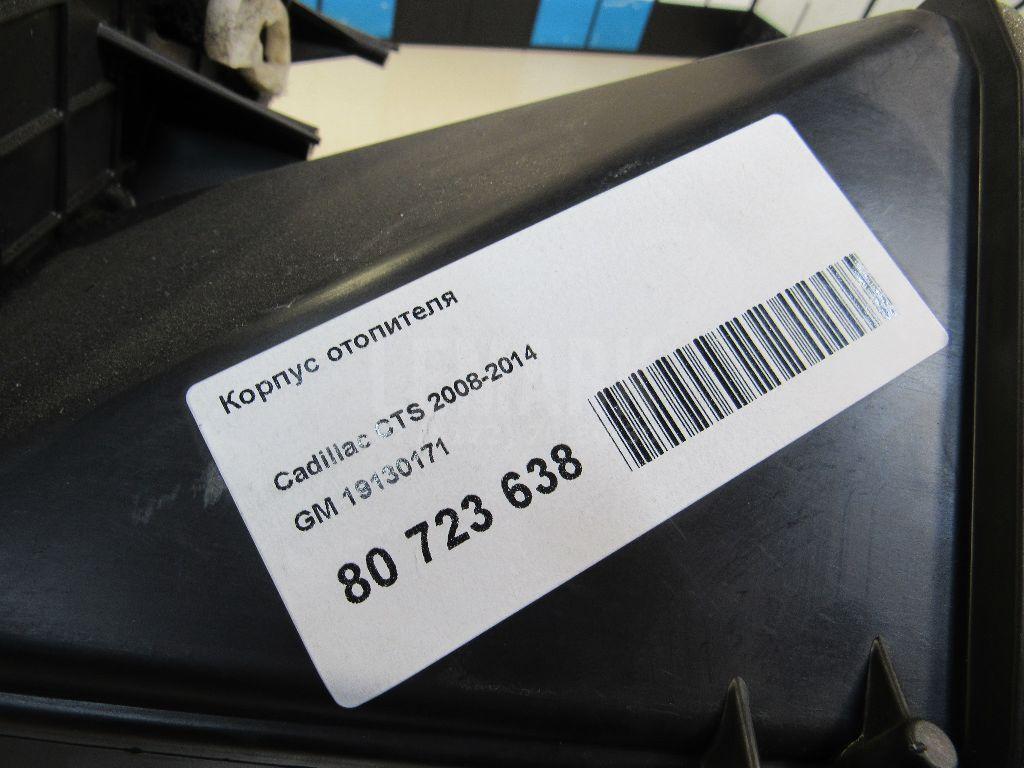 Корпус отопителя
Cadillac CTS 2008-2014
GM 19130171
80 723 638